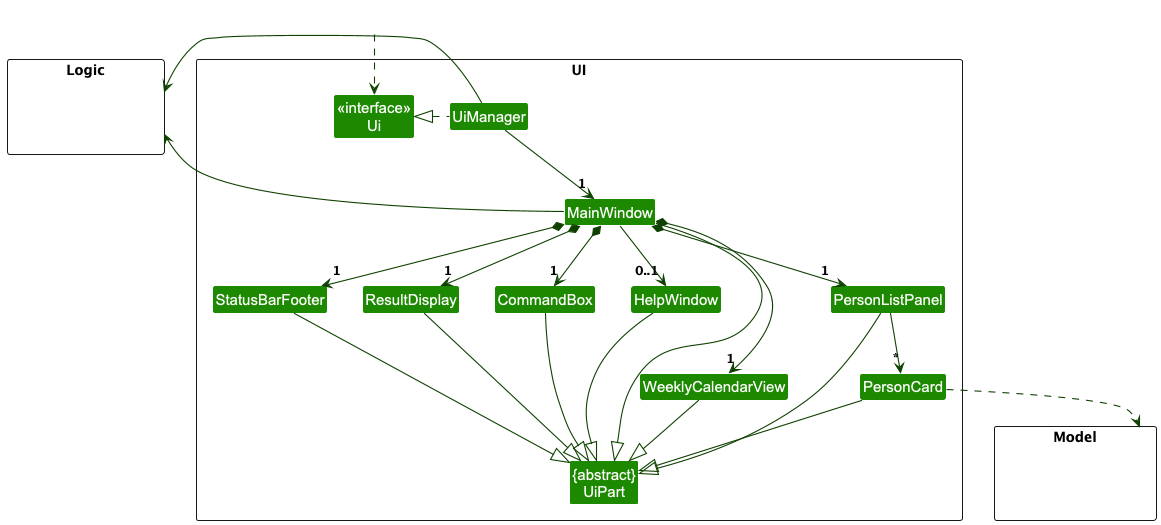 Logic
UI
«interface»
Ui
UiManager
1
MainWindow
1
1
1
0..1
1
StatusBarFooter
ResultDisplay
CommandBox
HelpWindow
PersonListPanel
1
*
WeeklyCalendarView
PersonCard
Model
{abstract}
UiPart